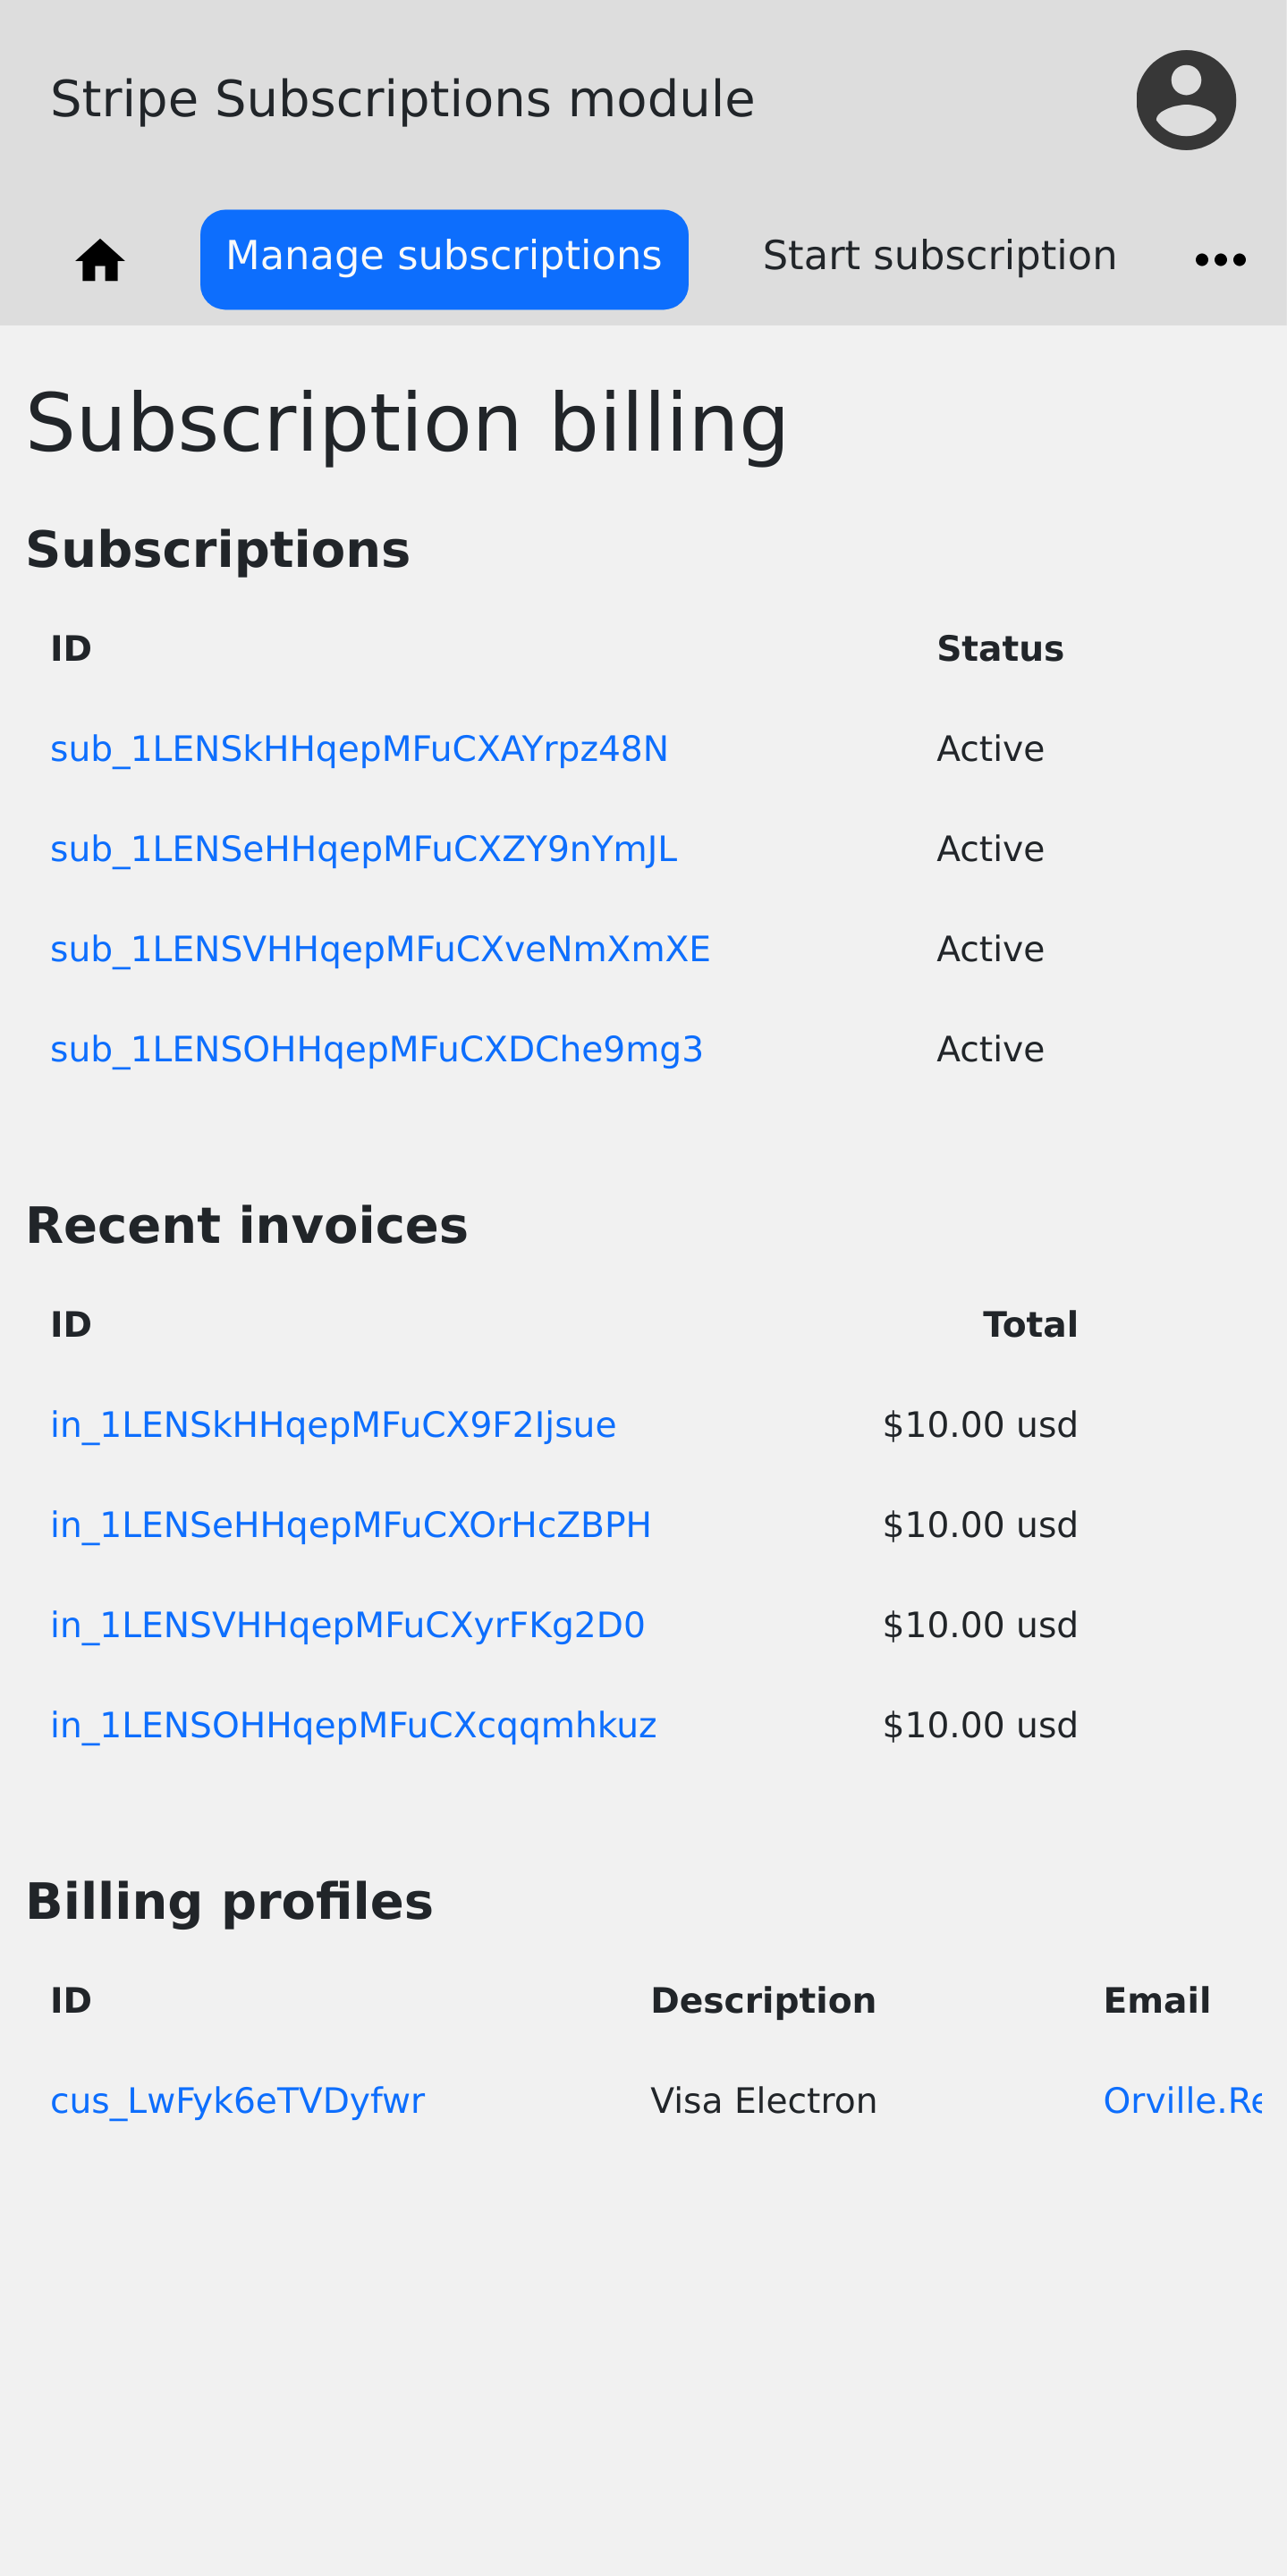 Stripe Subscriptions module
Manage subscriptions Start subscription
Subscription billing
Subscriptions
ID Status
sub_1LENSkHHqepMFuCXAYrpz48N Active
sub_1LENSeHHqepMFuCXZY9nYmJL Active
sub_1LENSVHHqepMFuCXveNmXmXE Active
sub_1LENSOHHqepMFuCXDChe9mg3 Active
Recent invoices
ID Total
in_1LENSkHHqepMFuCX9F2Ijsue $10.00 usd
in_1LENSeHHqepMFuCXOrHcZBPH $10.00 usd
in_1LENSVHHqepMFuCXyrFKg2D0 $10.00 usd
in_1LENSOHHqepMFuCXcqqmhkuz $10.00 usd
Billing profiles
ID Description Email
cus_LwFyk6eTVDyfwr Visa Electron Orville.Re